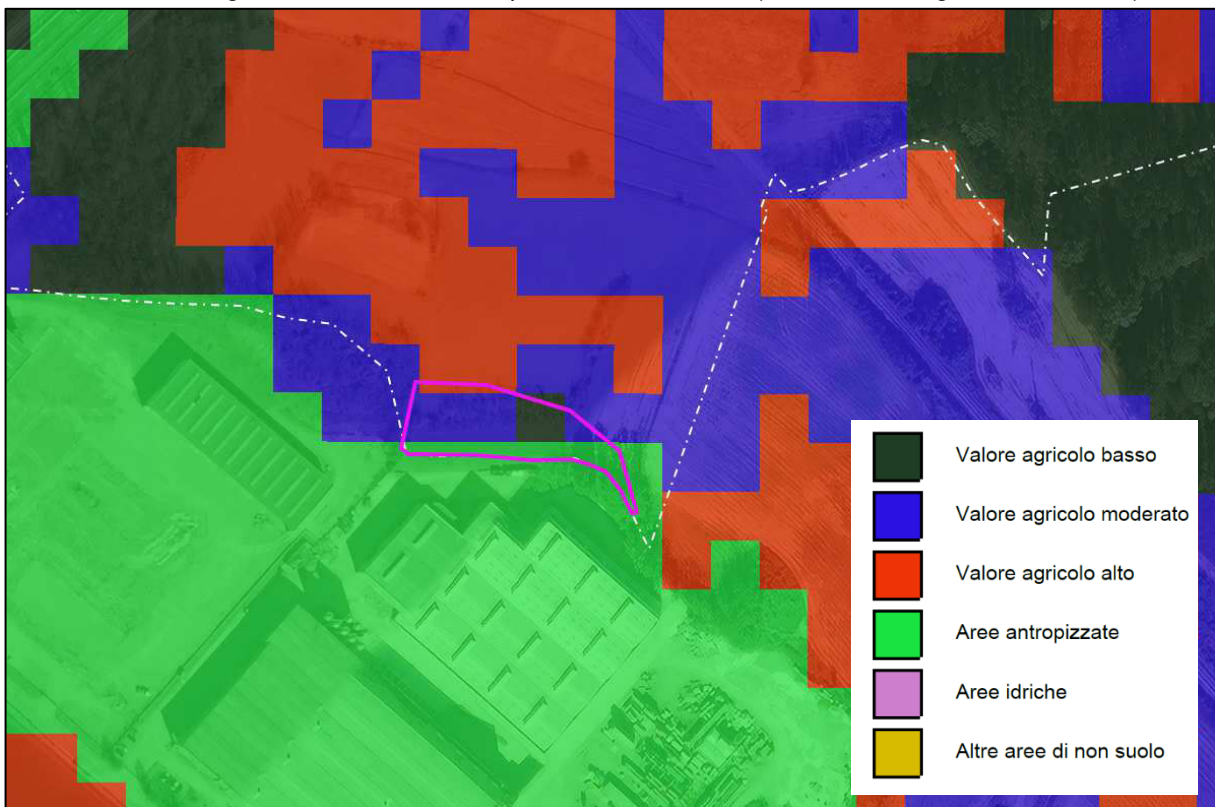 Valore agricolo basso
Valore agricolo moderato
Valore agricolo alto
Aree antropizzate
Aree idriche
Altre aree di non suolo